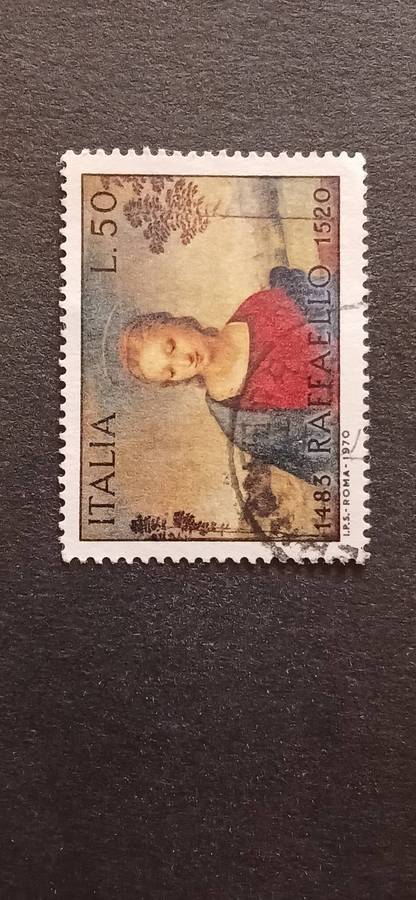 ITALIA L.50
1483 RAFFAELLO 1520
I.P.S.-ROMA-1970